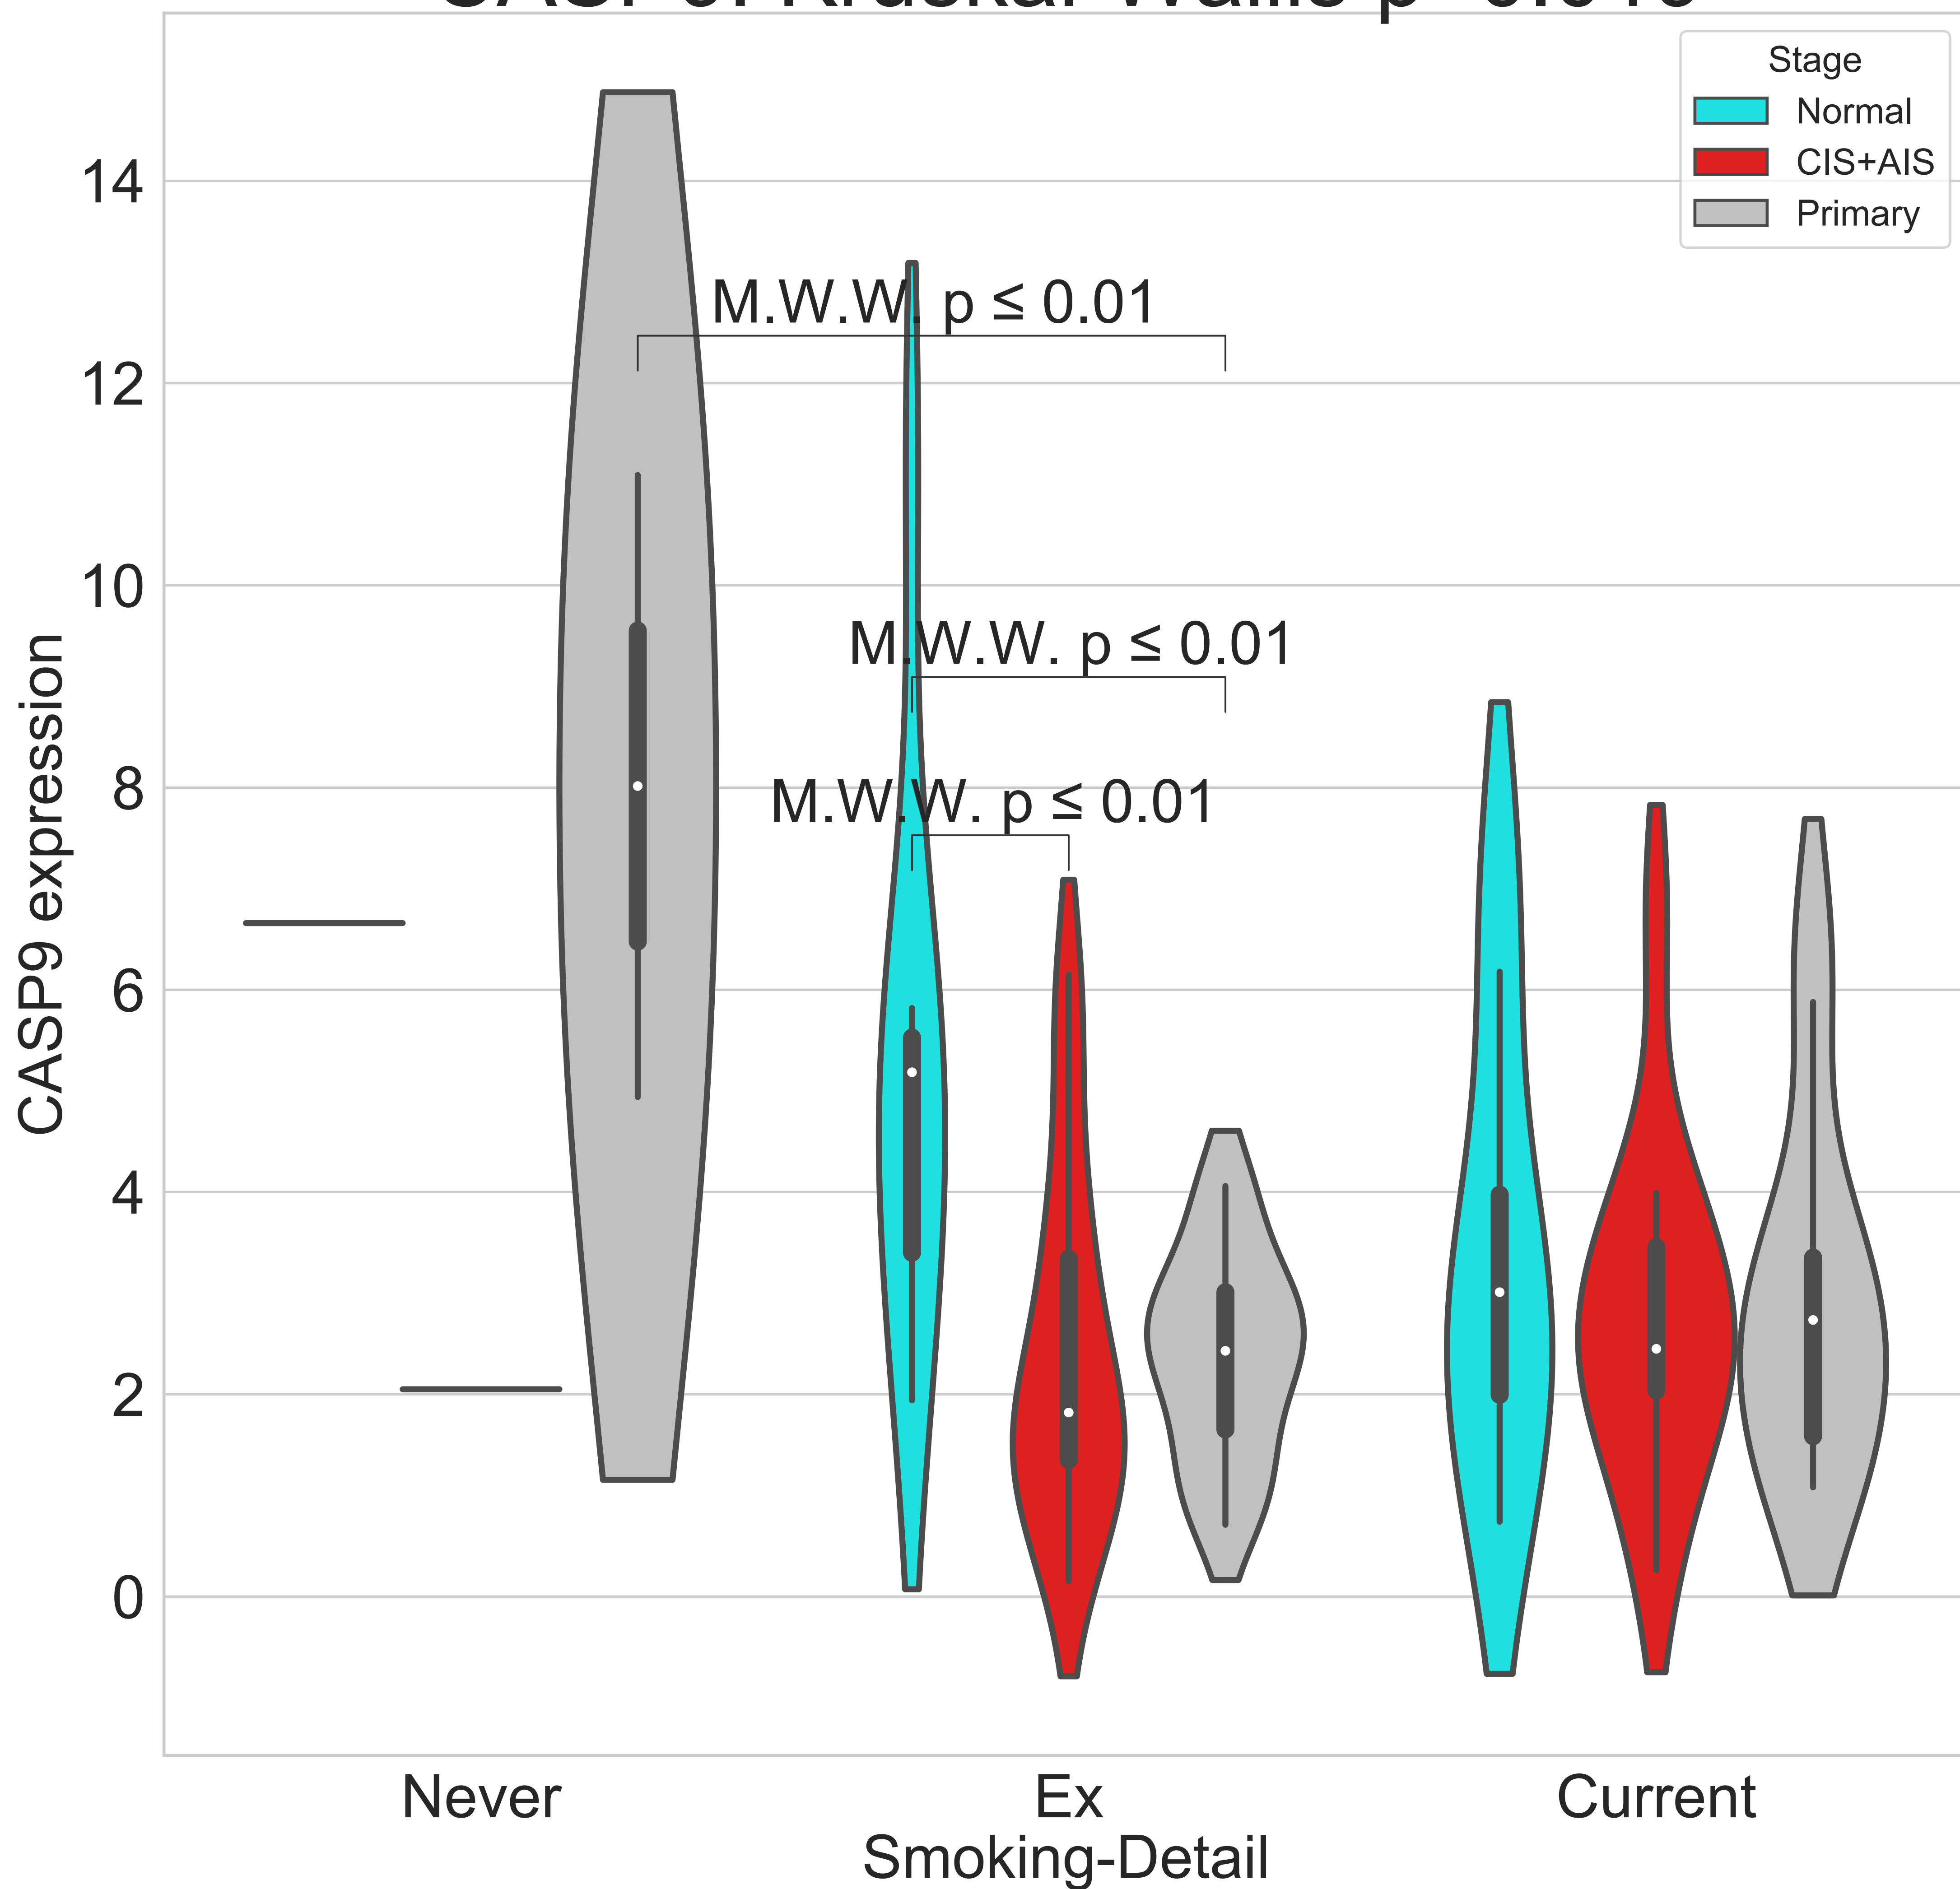 Stage
Normal
CIS+AIS
Primary
14
12
10
8
6
4
2
0
CASP9 expression
M.W.W. p ≤ 0.01
M.W.W. p ≤ 0.01
M.W.W. p ≤ 0.01
Never
Ex
Current
Smoking-Detail